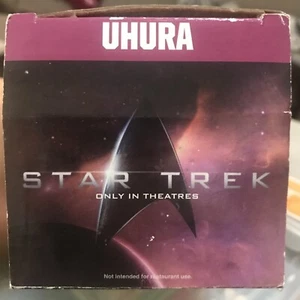 UHURA
STAR TREK
ONLY IN THEATRES
Not intended for restaurant use.